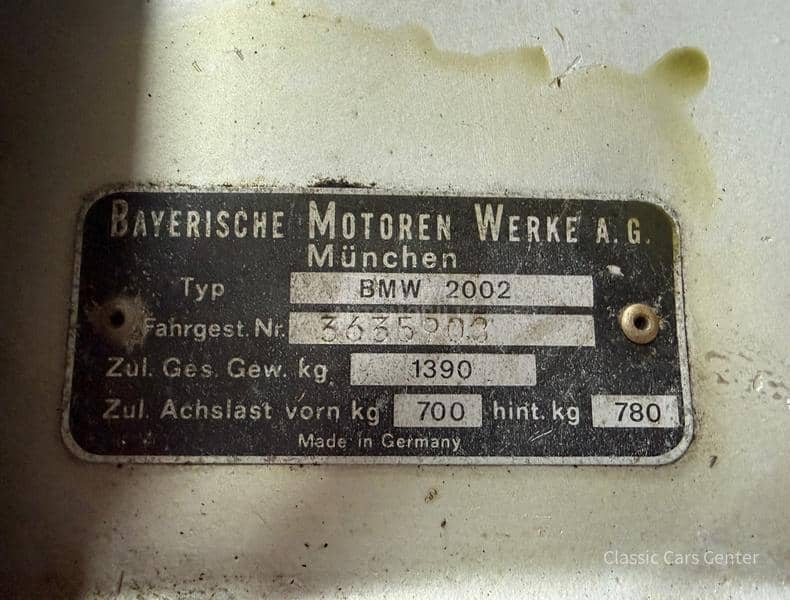 BAYERISCHE MOTOREN WERKE A.G.
München
Typ BMW 2002
Fahrgest. Nr. 3635903
Zul. Ges. Gew. kg 1390
Zul. Achslast vorn kg 700 hint. kg 780
Made in Germany
Classic Cars Center